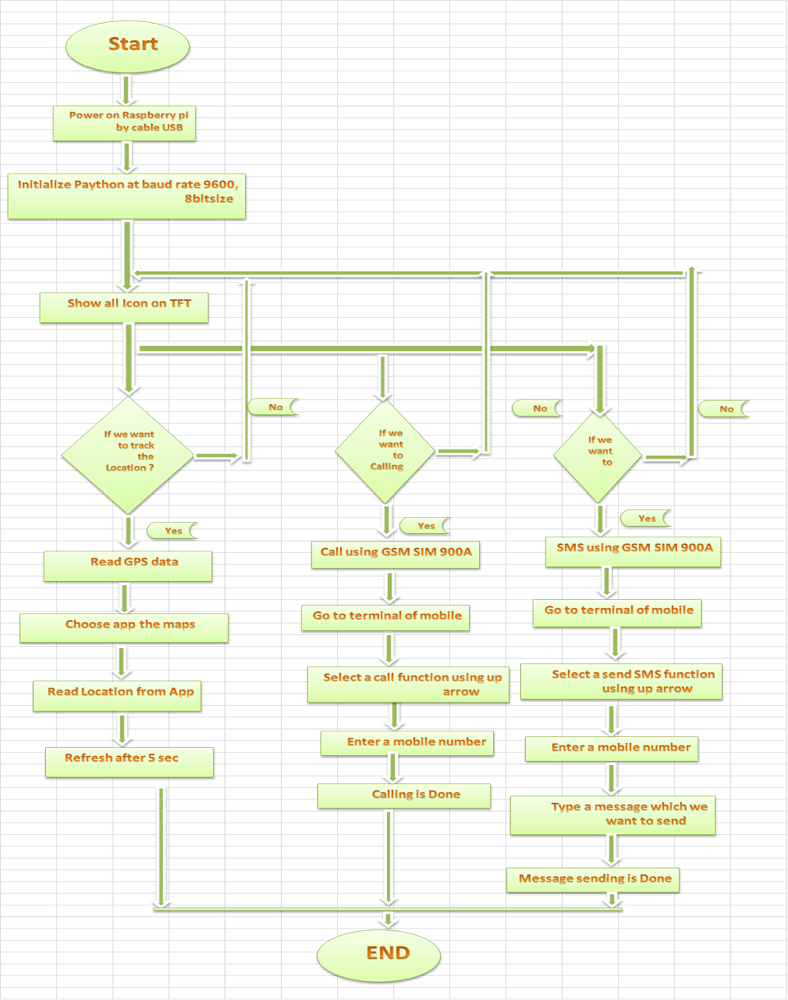 Start
Power on Raspberry pi
by cable USB
Initialize Paython at baud rate 9600,
8bitsize
Show all Icon on TFT
If we want
to track
the
Location ?
No
Yes
Read GPS data
Choose app the maps
Read Location from App
Refresh after 5 sec
If we
want
to
Calling
No
Yes
Call using GSM SIM 900A
Go to terminal of mobile
Select a call function using up
arrow
Enter a mobile number
Calling is Done
If we
want
to
No
Yes
SMS using GSM SIM 900A
Go to terminal of mobile
Select a send SMS function
using up arrow
Enter a mobile number
Type a message which we
want to send
Message sending is Done
END